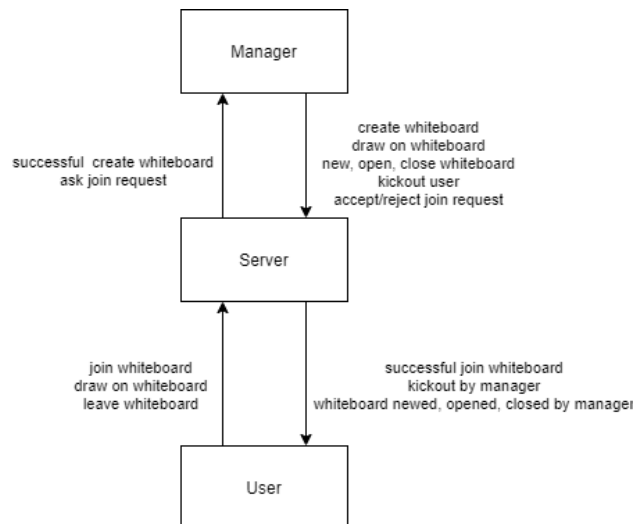 Manager
successful create whiteboard
ask join request
create whiteboard
draw on whiteboard
new, open, close whiteboard
kickout user
accept/reject join request
Server
join whiteboard
draw on whiteboard
leave whiteboard
successful join whiteboard
kickout by manager
whiteboard newed, opened, closed by manager
User